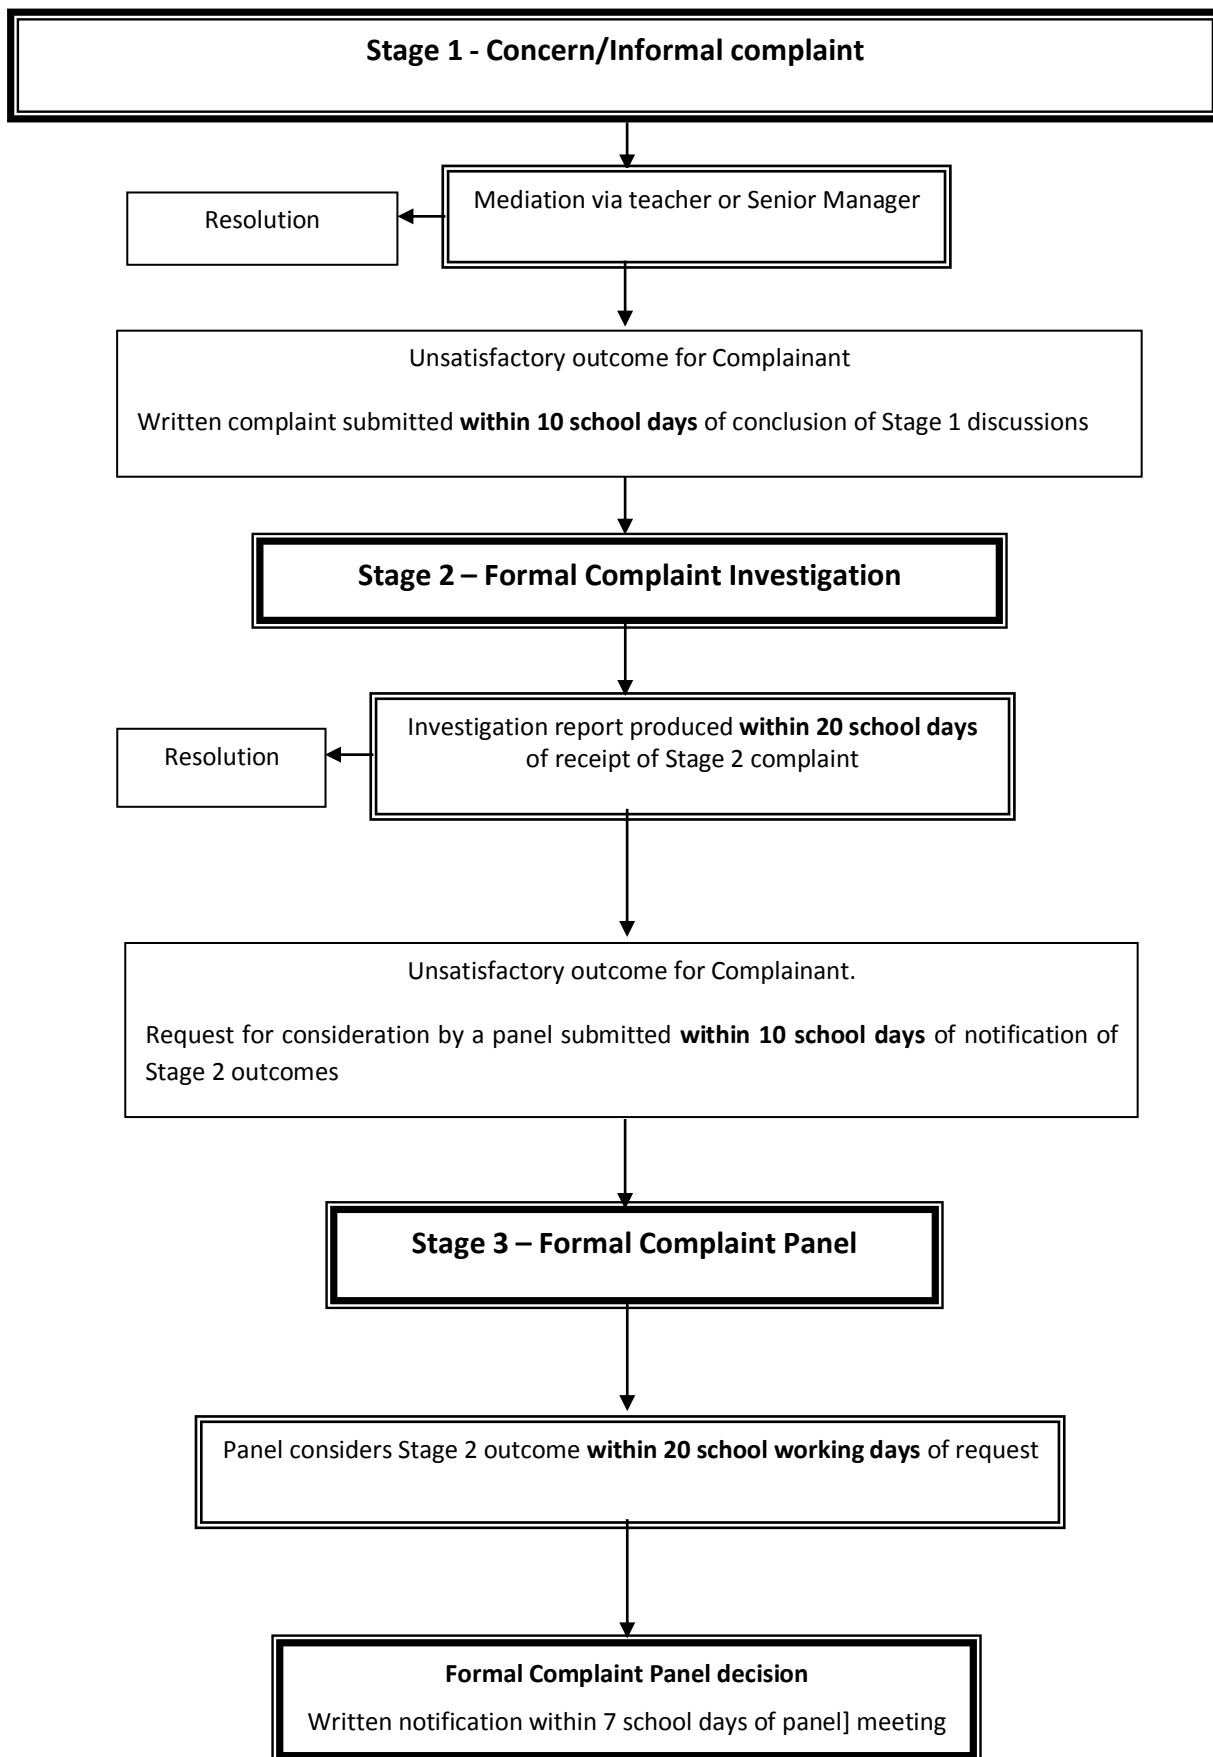 Stage 1 - Concern/Informal complaint
Mediation via teacher or Senior Manager
Resolution
Unsatisfactory outcome for Complainant
Written complaint submitted within 10 school days of conclusion of Stage 1 discussions
Stage 2 – Formal Complaint Investigation
Investigation report produced within 20 school days
of receipt of Stage 2 complaint
Resolution
Unsatisfactory outcome for Complainant.
Request for consideration by a panel submitted within 10 school days of notification of
Stage 2 outcomes
Stage 3 – Formal Complaint Panel
Panel considers Stage 2 outcome within 20 school working days of request
Formal Complaint Panel decision
Written notification within 7 school days of panel] meeting